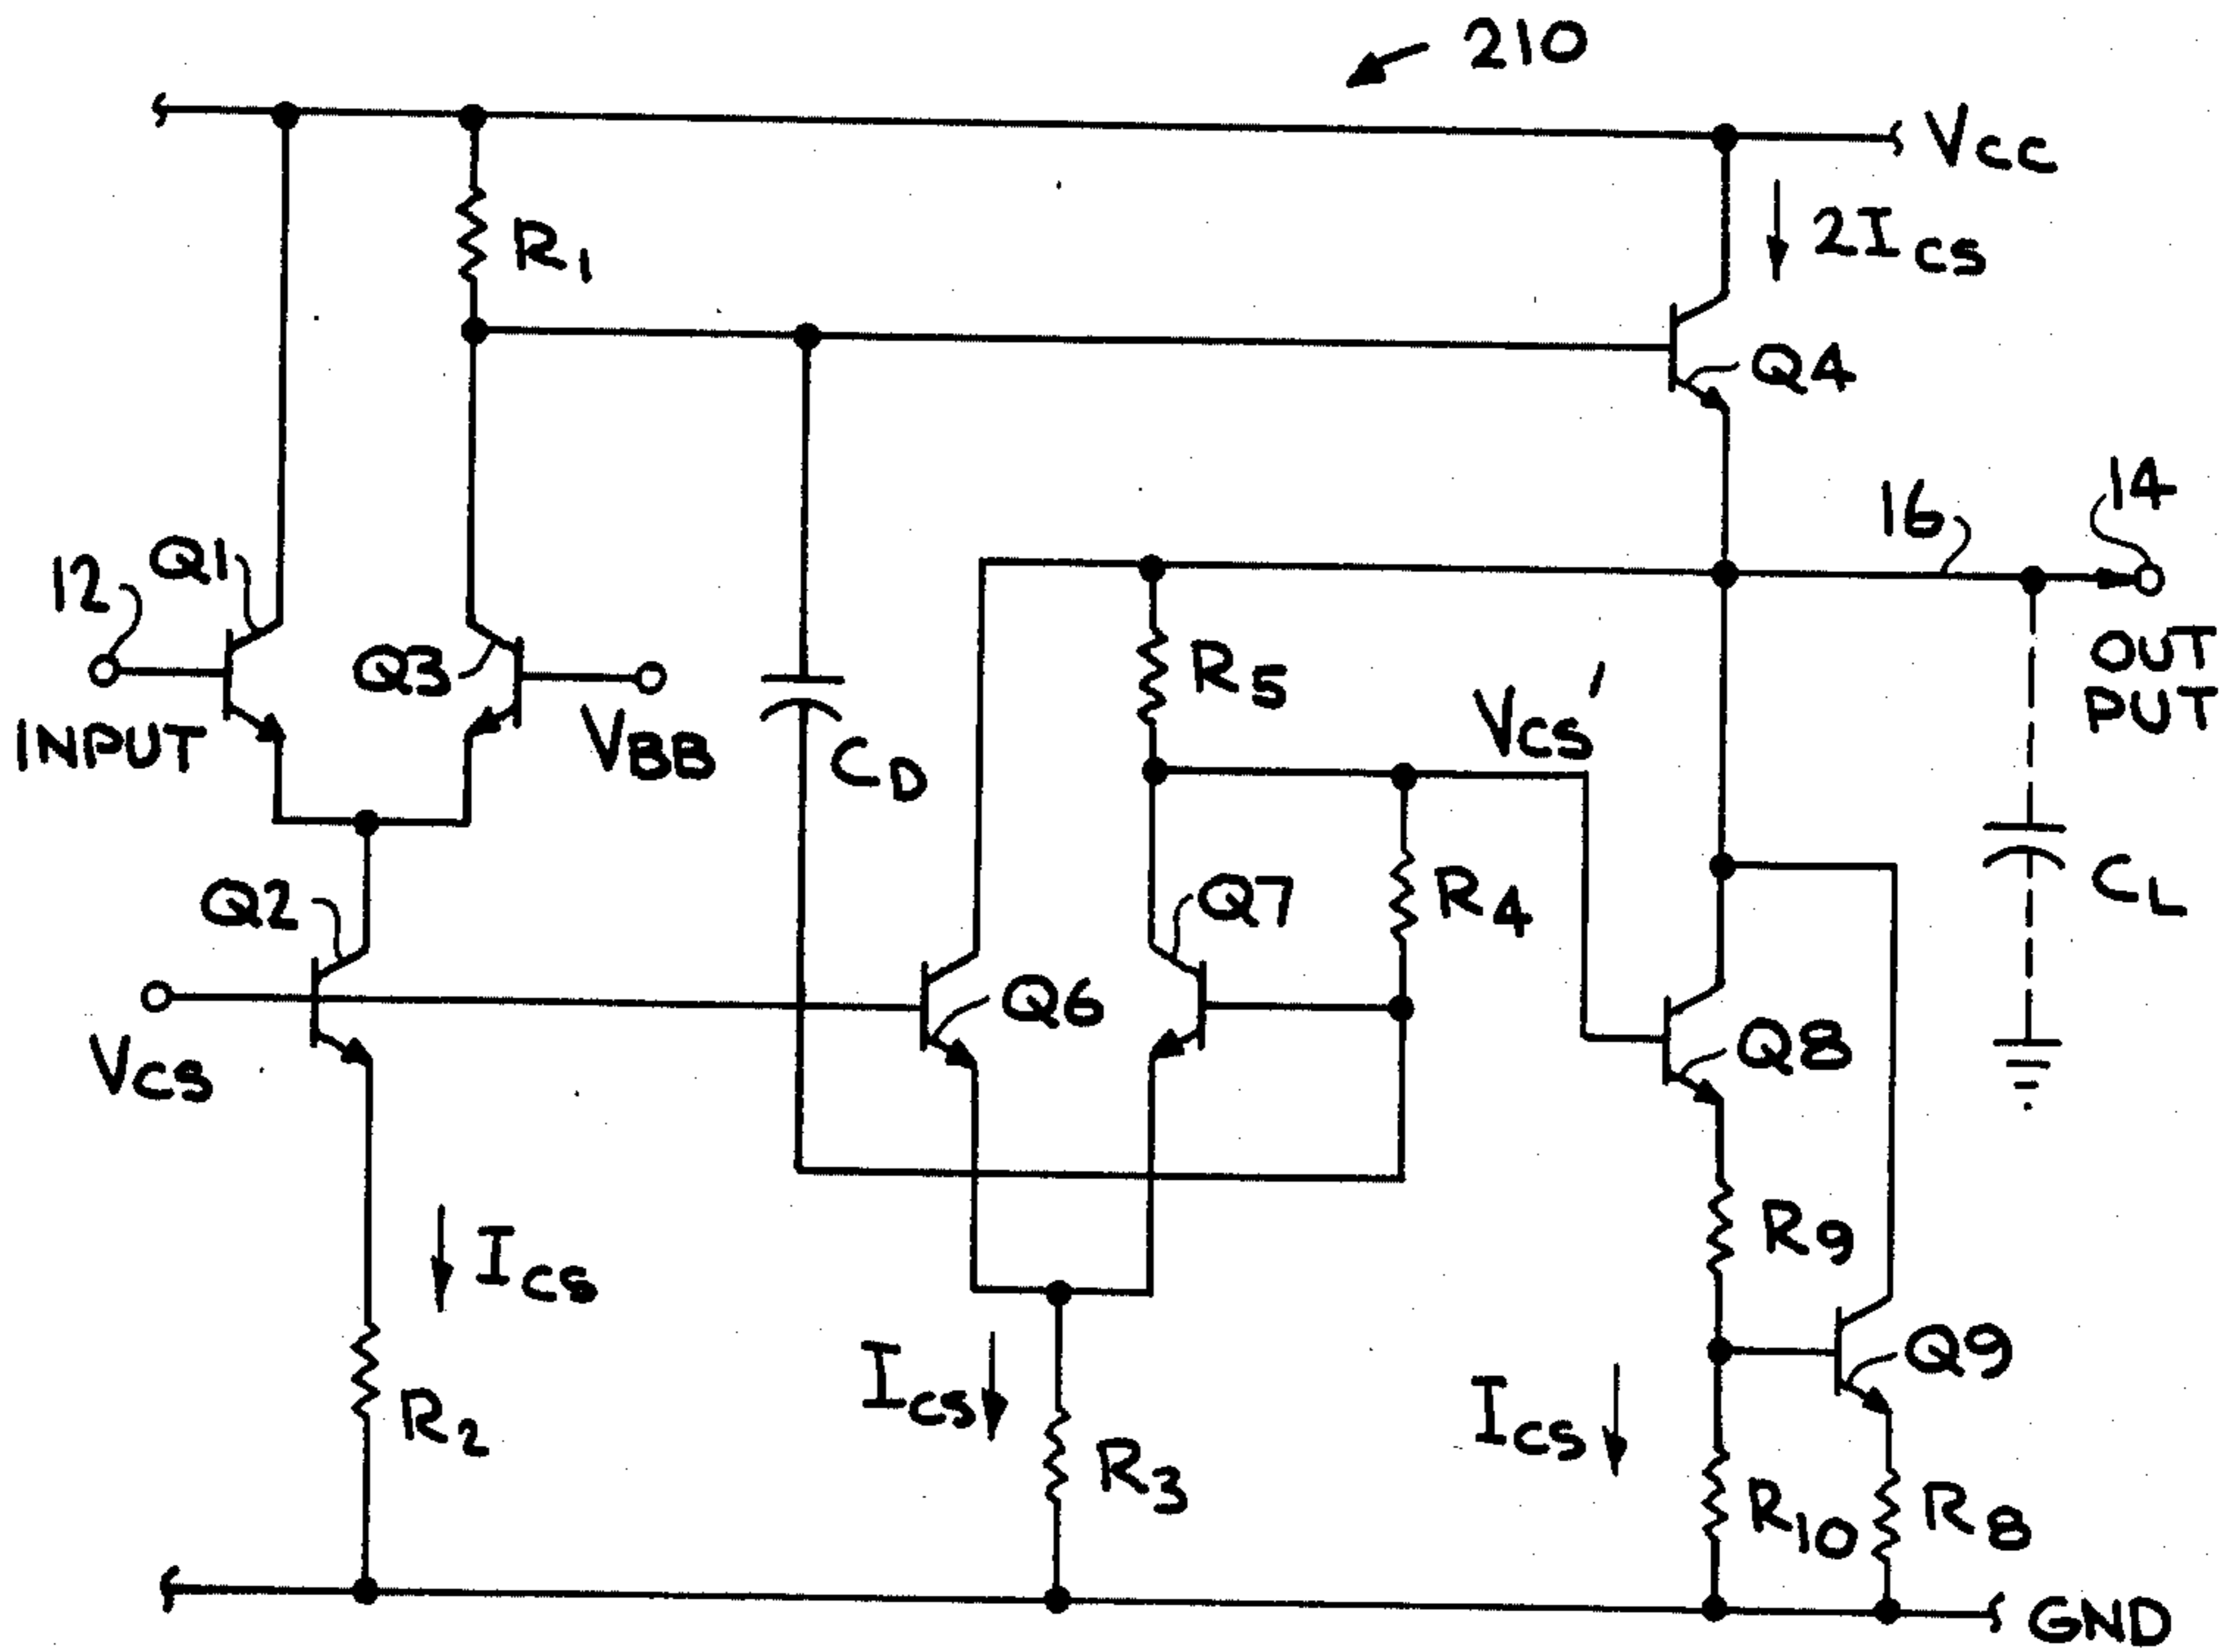 210
Vcc
2Ics
R1
Q4
16
14
OUT
PUT
12
Q1
Q3
INPUT
VBB
CD
R5
Vcs'
Q2
Q7
R4
CL
Vcs
Q6
Q8
R9
Ics
Ics
Ics
Q9
R2
R3
R10
R8
GND